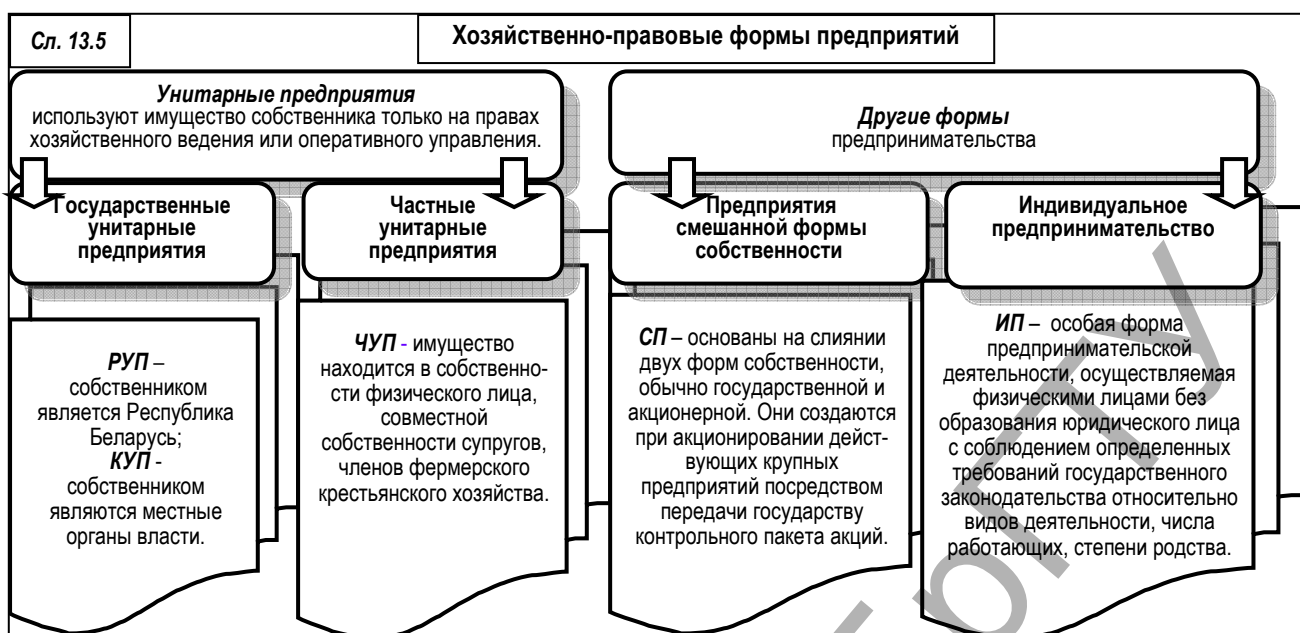 Сл. 13.5
Хозяйственно-правовые формы предприятий
Унитарные предприятия
используют имущество собственника только на правах
хозяйственного ведения или оперативного управления.
Другие формы
предпринимательства
Государственные
унитарные
предприятия
Частные
унитарные
предприятия
Предприятия
смешанной формы
собственности
Индивидуальное
предпринимательство
РУП –
собственником
является Республика
Беларусь;
КУП -
собственником
являются местные
органы власти.
ЧУП - имущество
находится в собственно-
сти физического лица,
совместной
собственности супругов,
членов фермерского
крестьянского хозяйства.
СП – основаны на слиянии
двух форм собственности,
обычно государственной и
акционерной. Они создаются
при акционировании дейст-
вующих крупных
предприятий посредством
передачи государству
контрольного пакета акций.
ИП – особая форма
предпринимательской
деятельности, осуществляемая
физическими лицами без
образования юридического лица
с соблюдением определенных
требований государственного
законодательства относительно
видов деятельности, числа
работающих, степени родства.
брГТУ